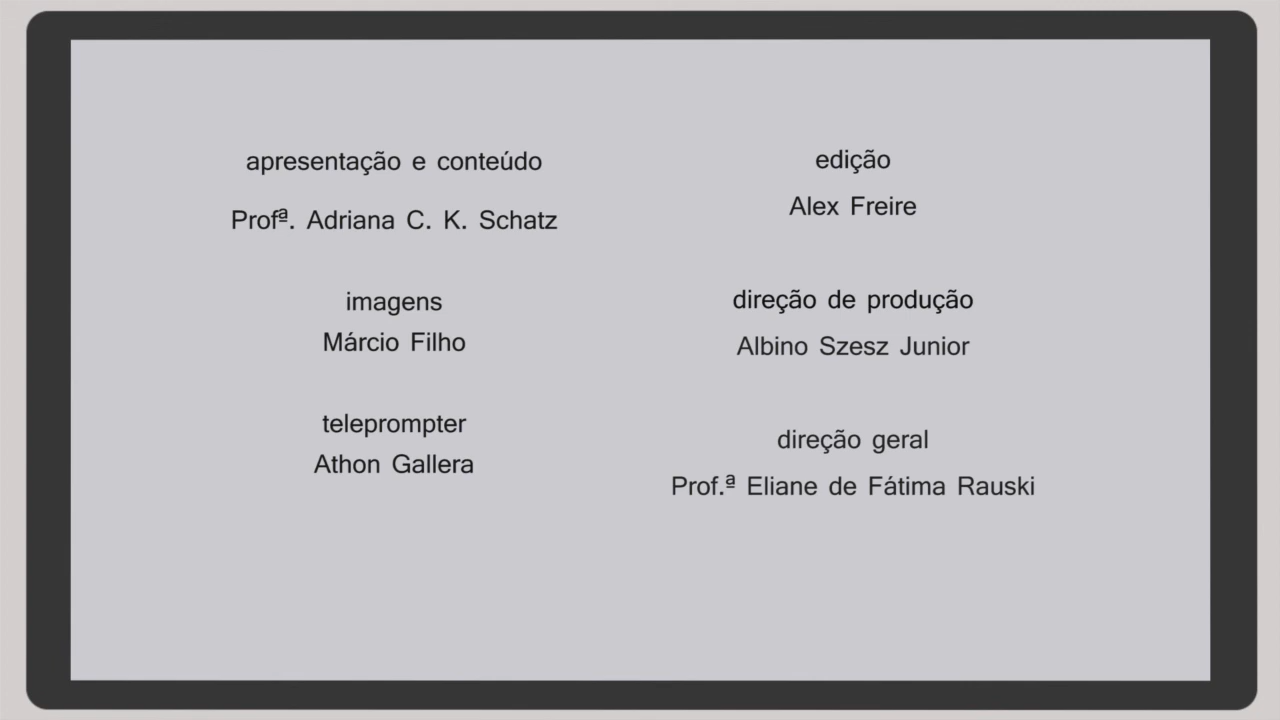 apresentação e conteúdo
Profª. Adriana C. K. Schatz
imagens
Márcio Filho
teleprompter
Athon Gallera
edição
Alex Freire
direção de produção
Albino Szesz Junior
direção geral
Prof.ª Eliane de Fátima Rauski